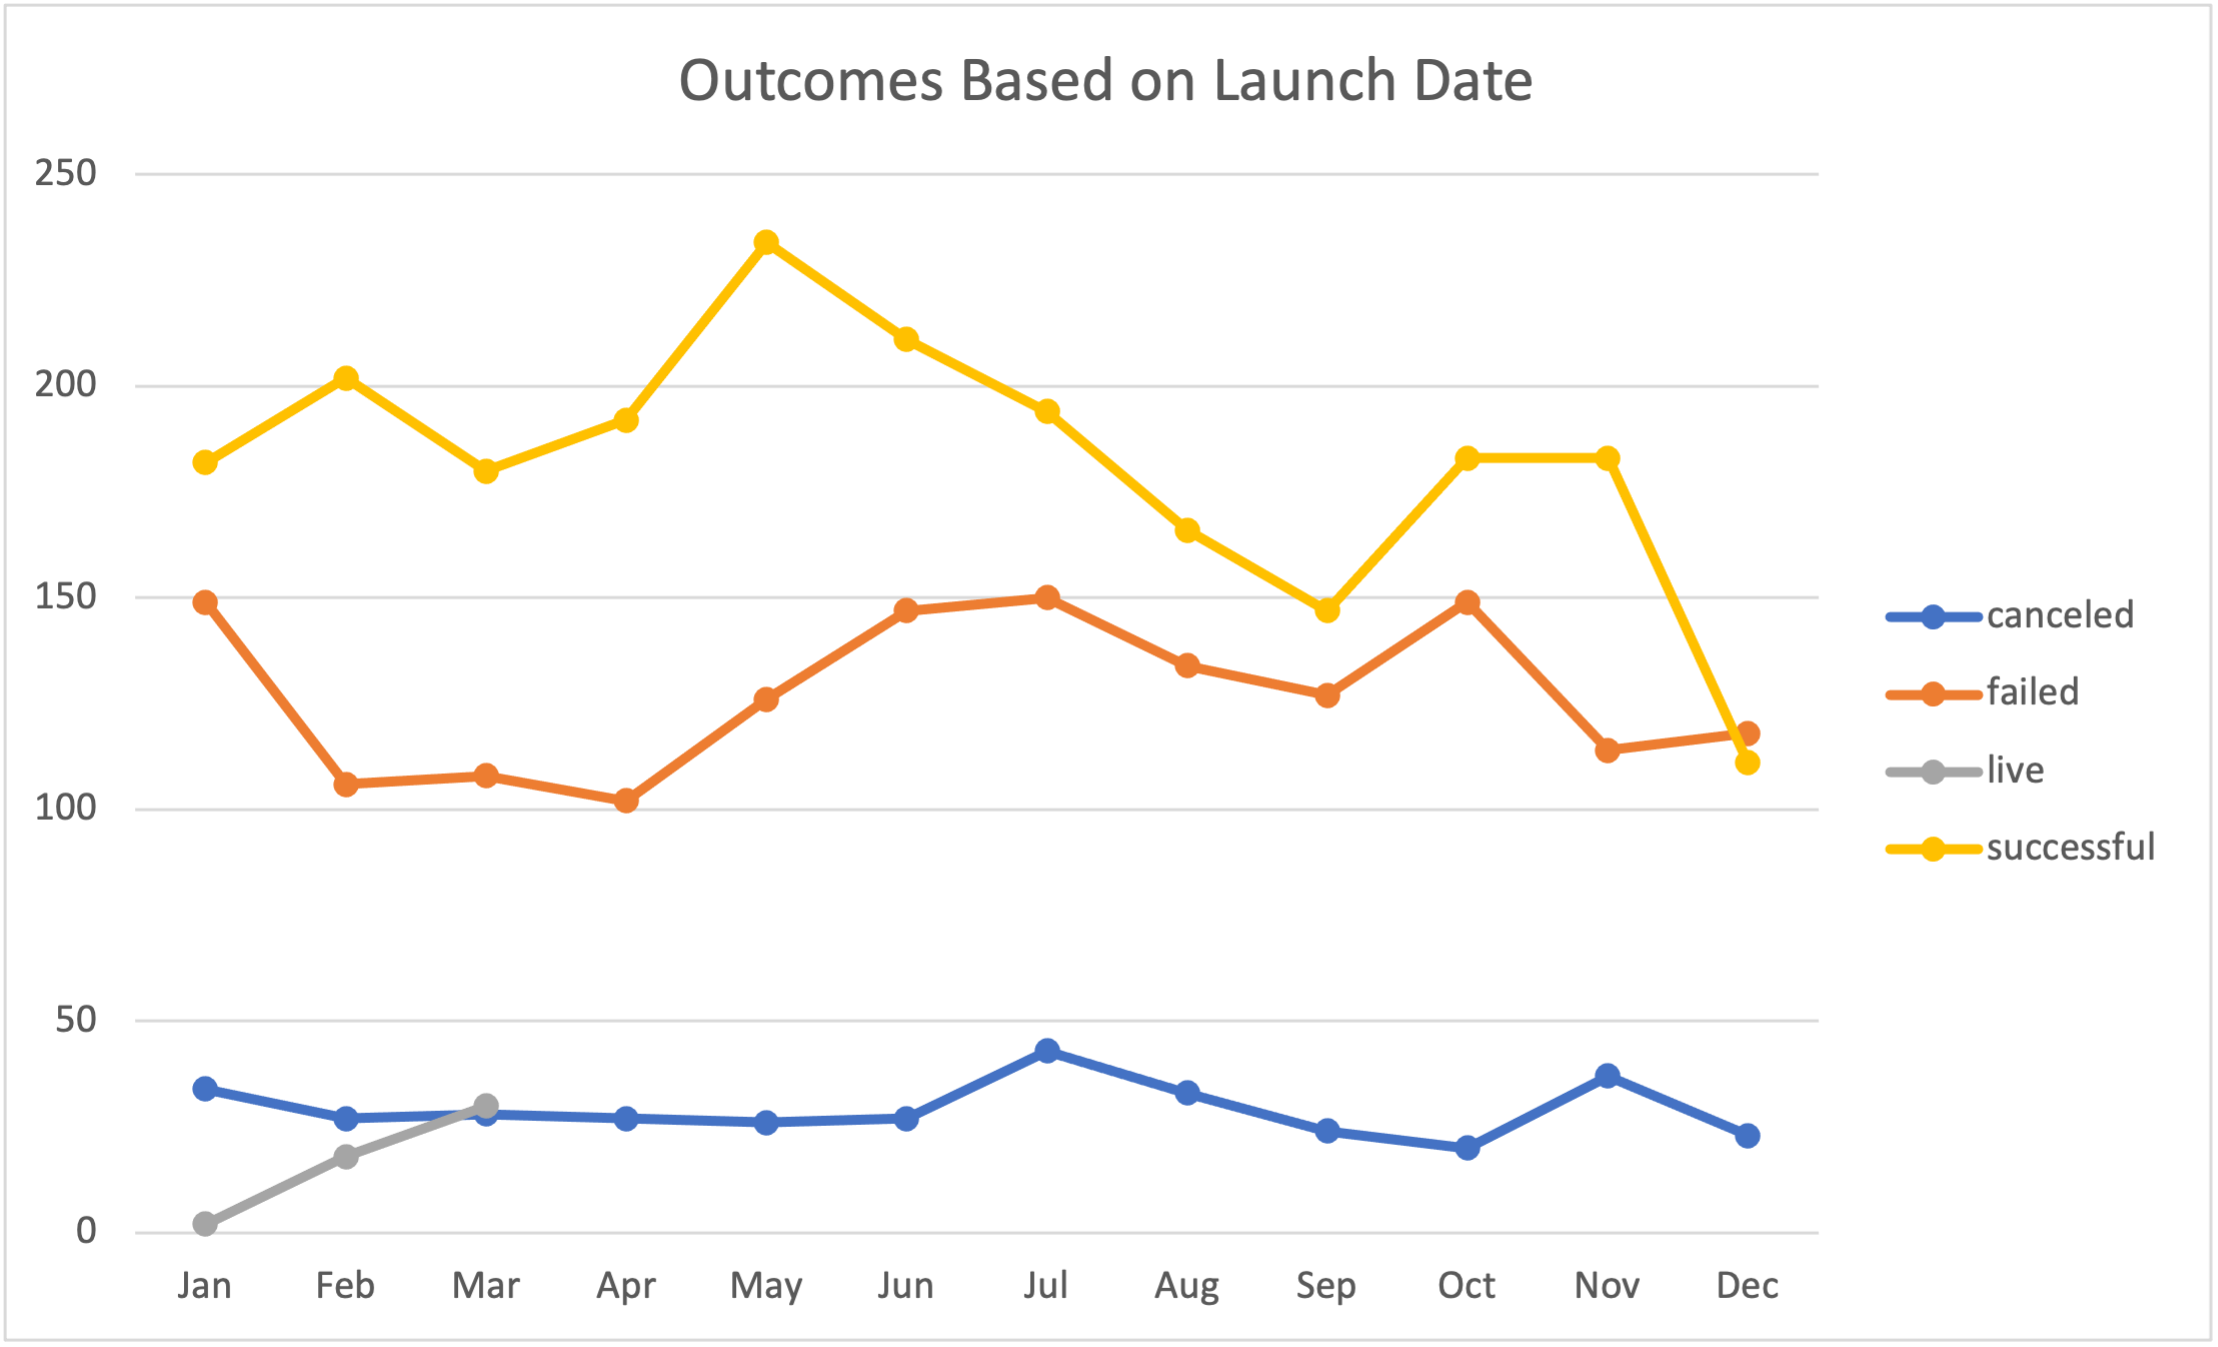 Outcomes Based on Launch Date
250
200
150
100
50
0
Jan Feb Mar Apr May Jun Jul Aug Sep Oct Nov Dec
canceled
failed
live
successful